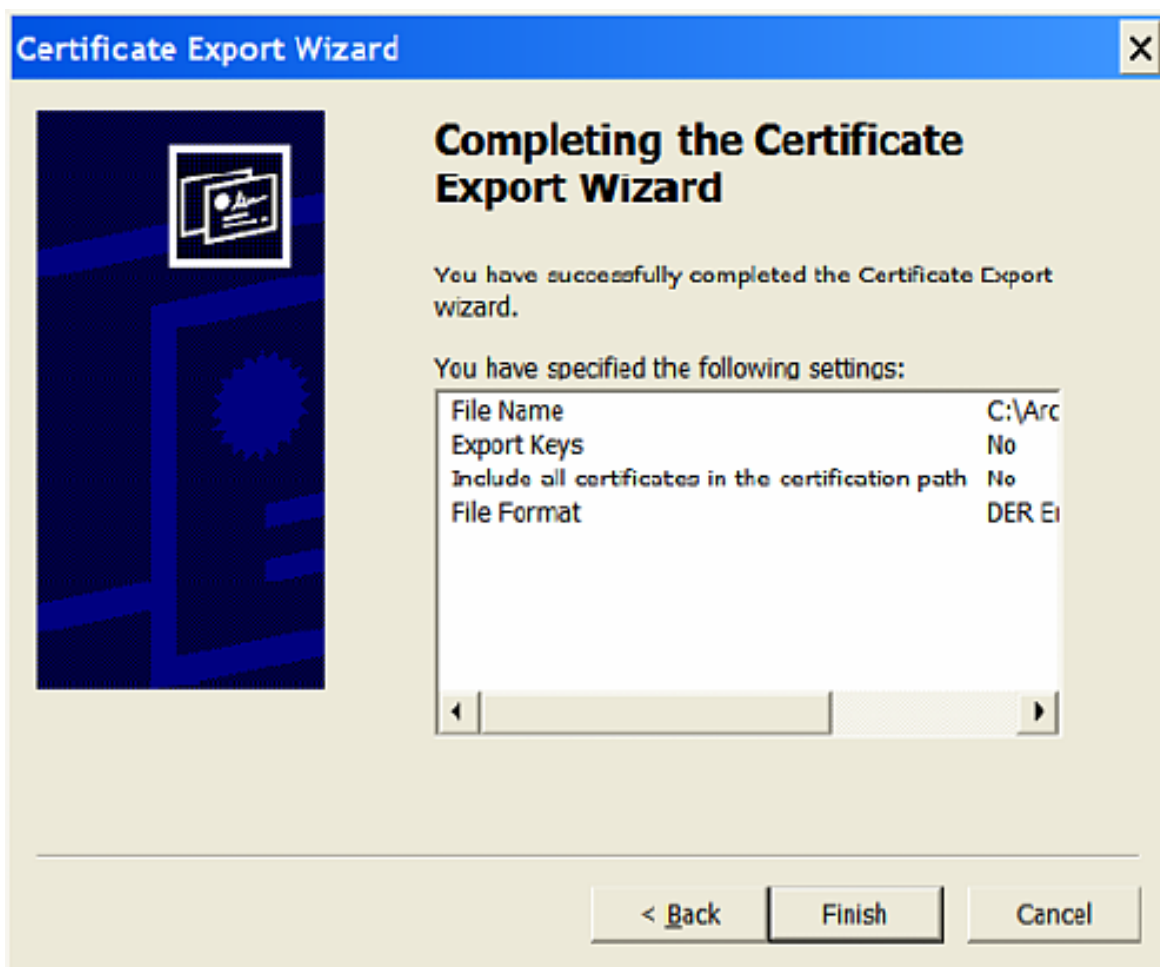 Certificate Export Wizard
Completing the Certificate
Export Wizard
You have successfully completed the Certificate Export
wizard.
You have specified the following settings:
File Name C:\Arc
Export Keys No
Include all certificates in the certification path No
File Format DER
< Back Finish Cancel